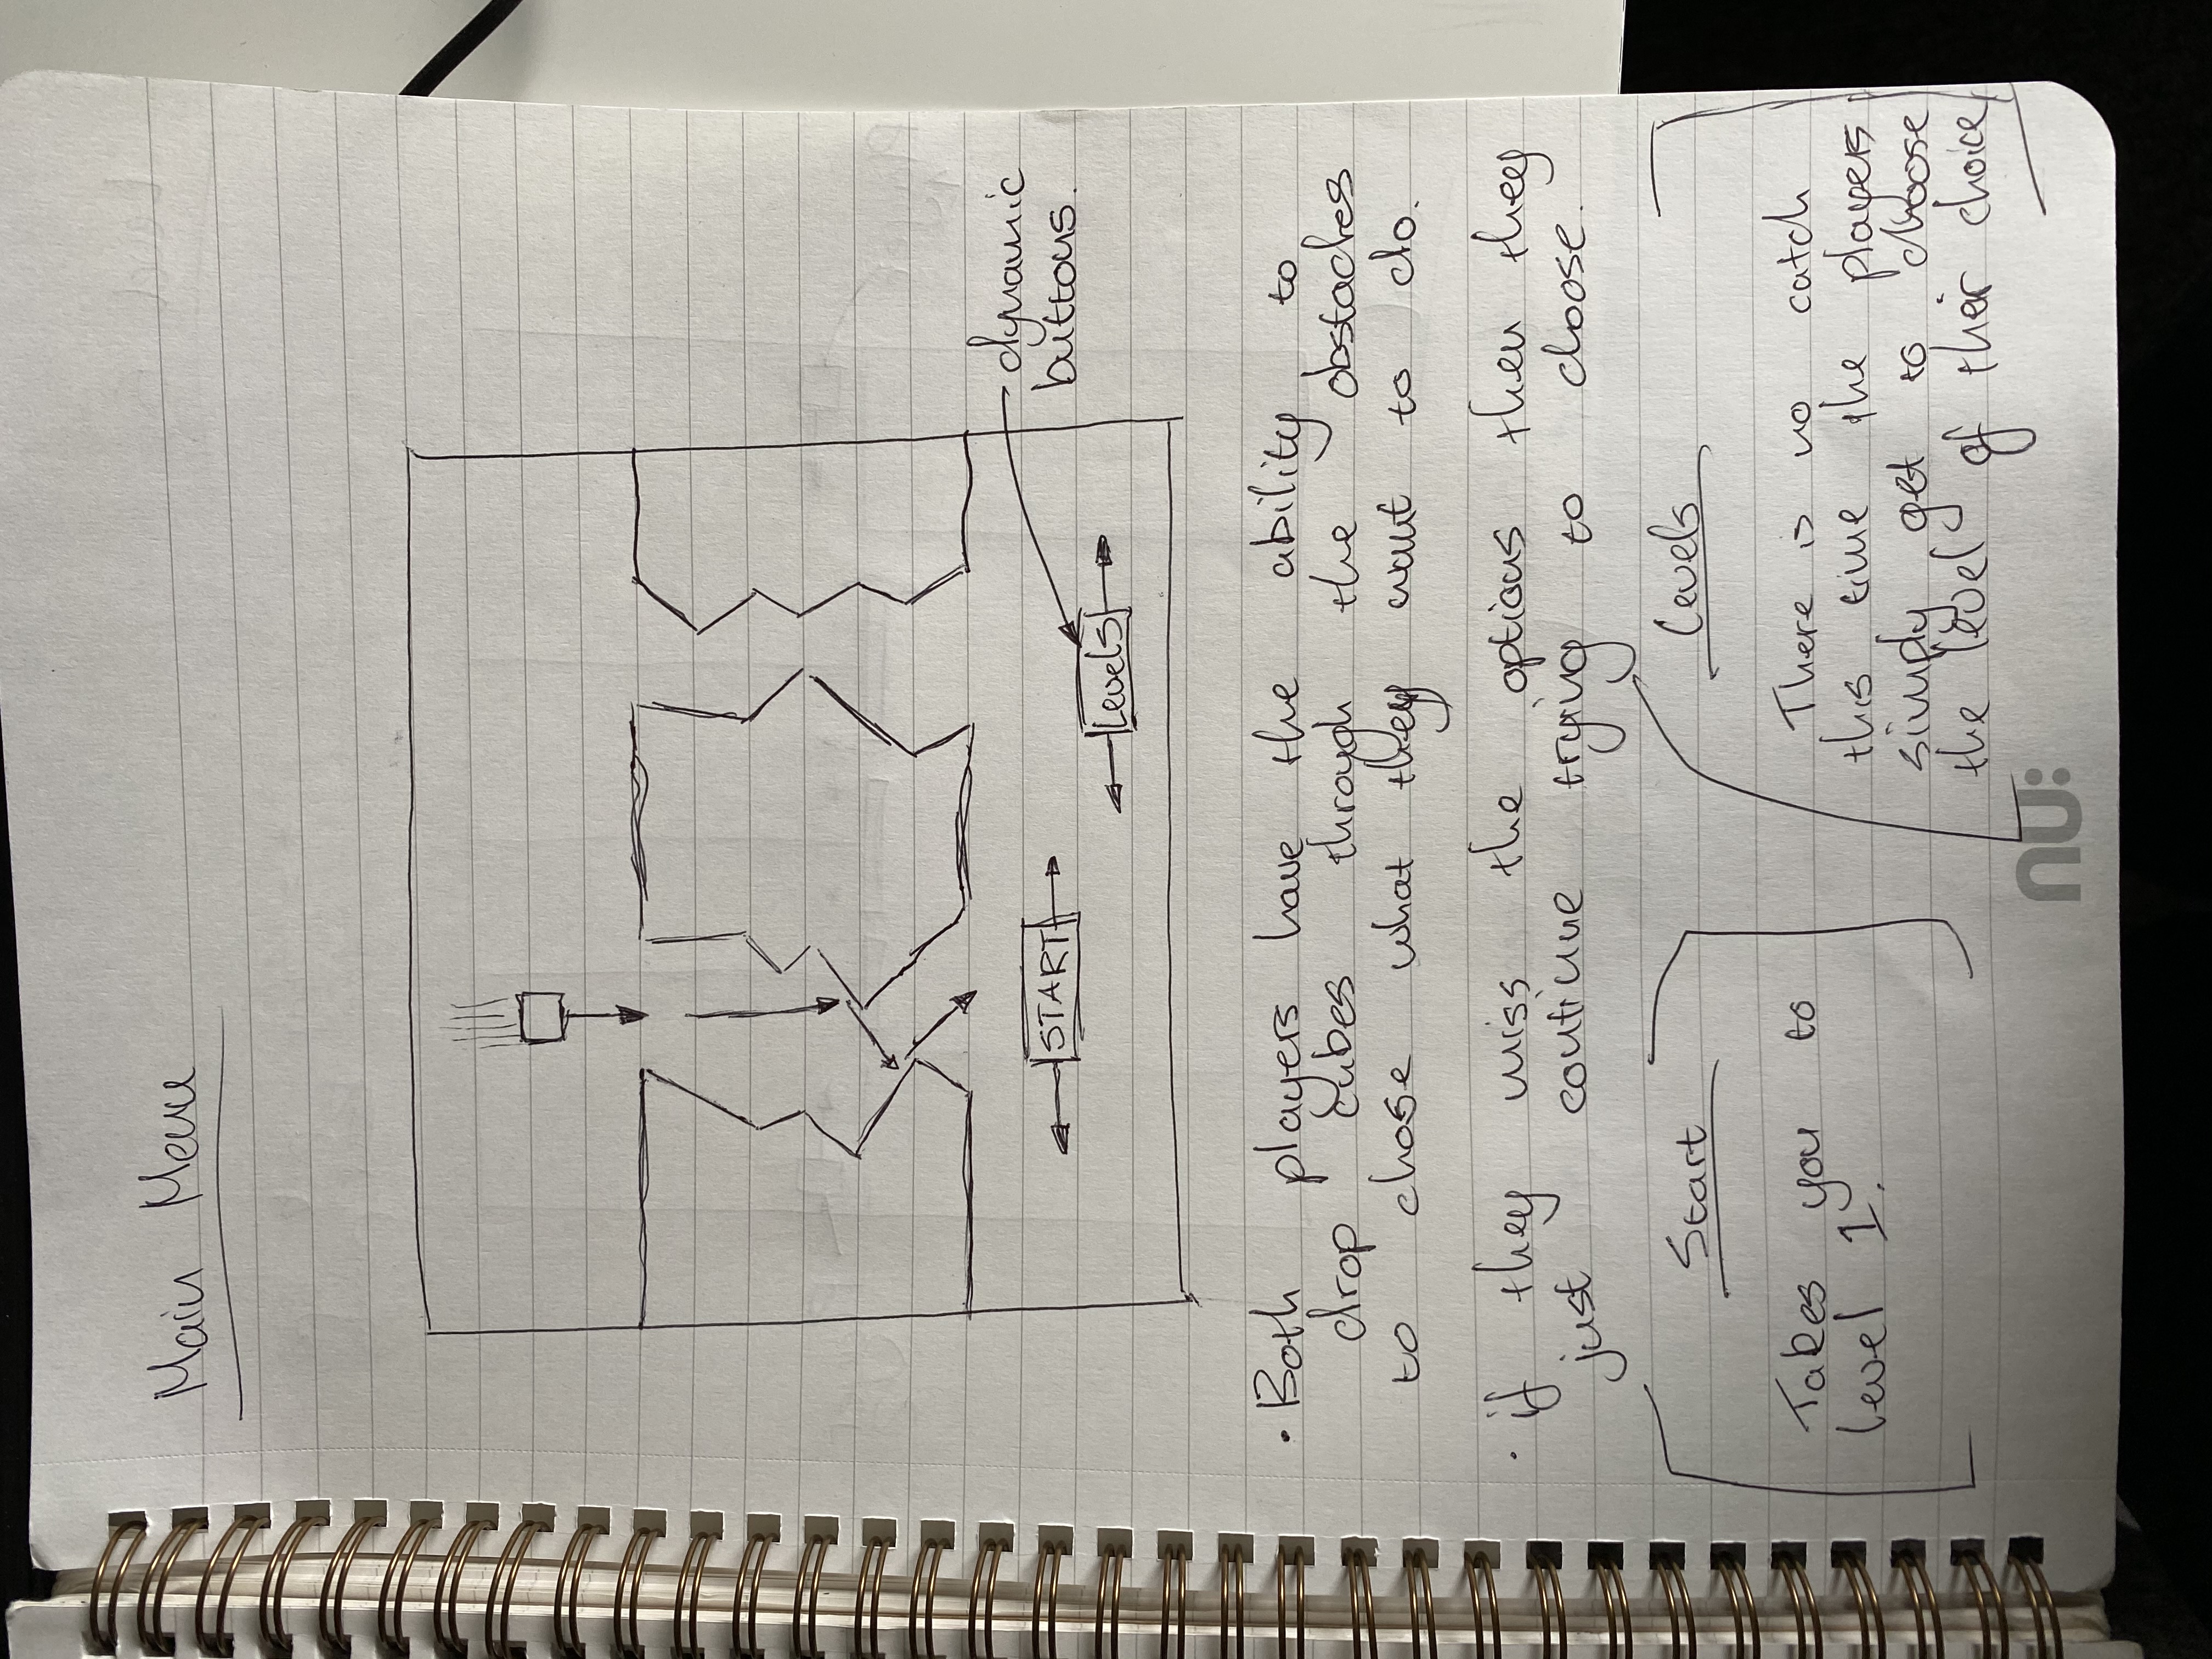 Main Menu
START
Levels
dynamic
buttons.
• Both players have the ability to
drop cubes through the obstacles
to chose what they want to do.
• if they miss the options then they
just continue trying to choose.
Start
Takes you to
level 1.
Levels
There is no catch
this time the players
simply get to choose
the level of their choice
nu: